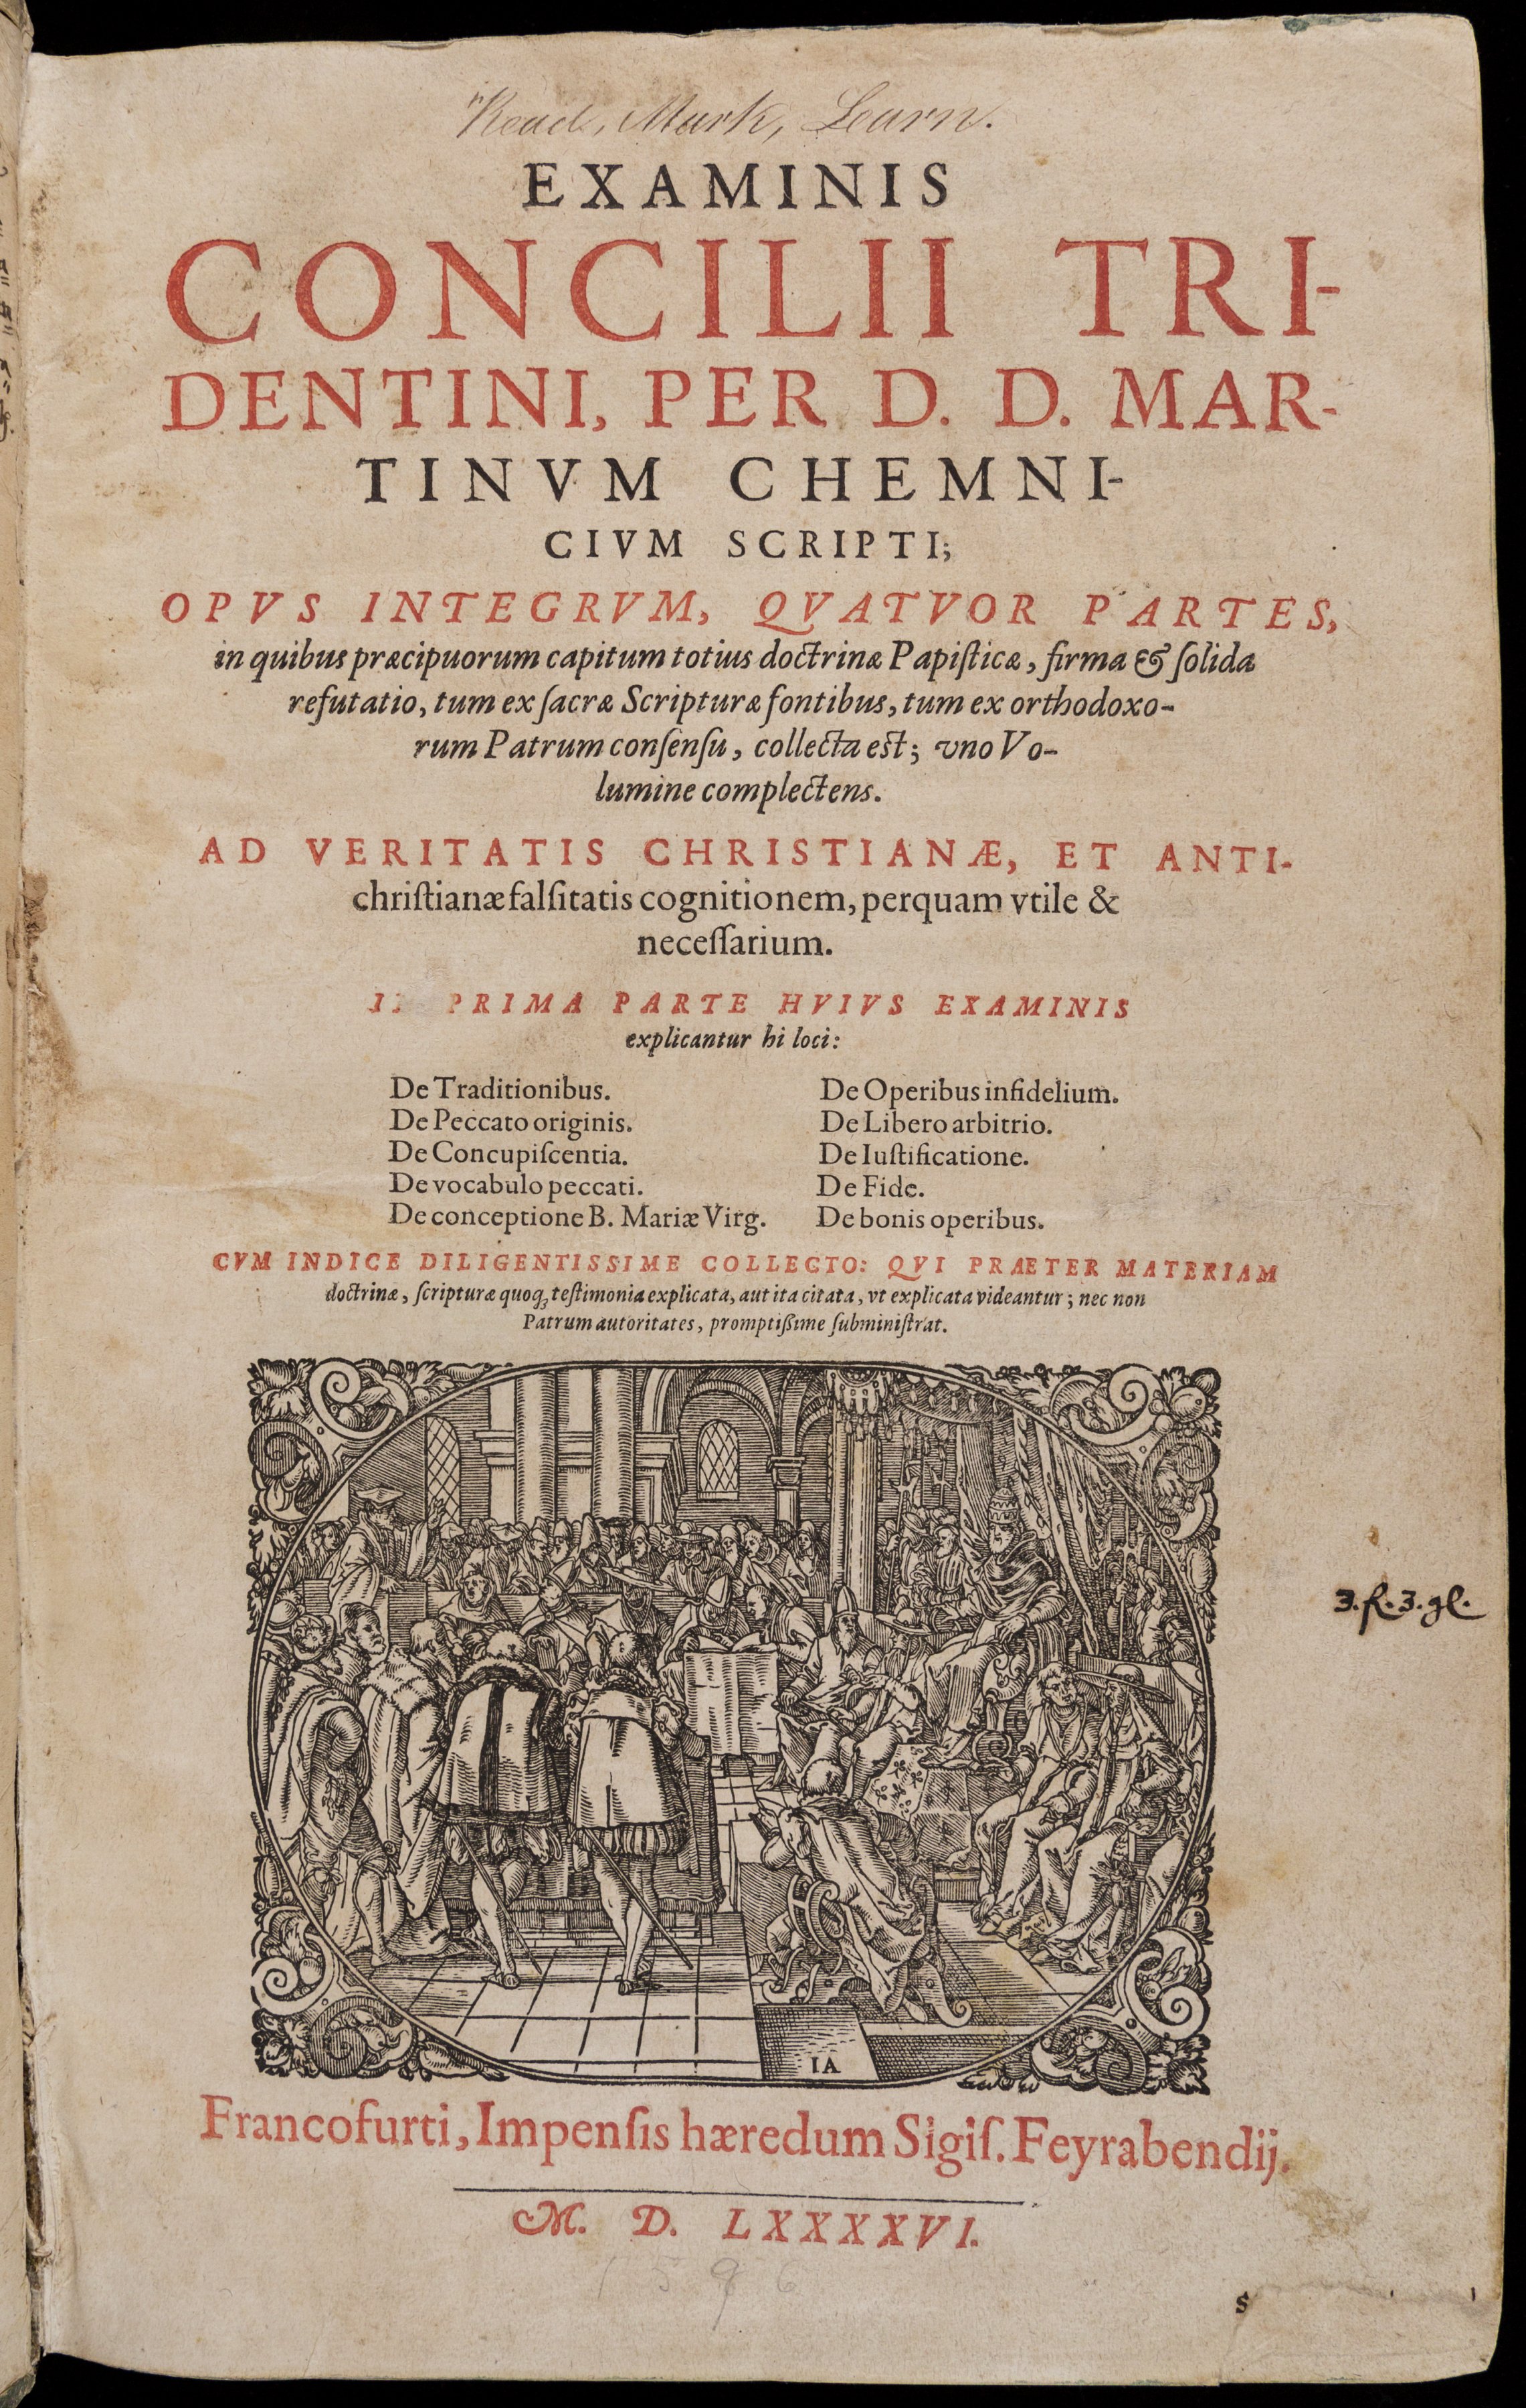 "Read, Mark, Learn.
EXAMINIS
CONCILII TRI-
DENTINI, PER D. D. MAR-
TINVM CHEMNI-
CIVM SCRIPTI;
OPVS INTEGRVM, QVATVOR PARTES,
in quibus præcipuorum capitum totius doctrinæ Papiſticæ, firma & ſolida
refutatio, tum ex ſacræ Scripturæ fontibus, tum ex orthodoxo-
rum Patrum conſenſu, collecta est; vno Vo-
lumine complectens.
AD VERITATIS CHRISTIANÆ, ET ANTI-
chriſtianæ falſitatis cognitionem, perquam vtile &
neceſſarium.
PRIMA PARTE HVIVS EXAMINIS
explicantur hi loci:
De Traditionibus.
De Peccato originis.
De Concupiſcentia.
De vocabulo peccati.
De conceptione B. Mariæ Virg.
De Operibus infidelium.
De Libero arbitrio.
De Iuſtificatione.
De Fide.
De bonis operibus.
CVM INDICE DILIGENTISSIME COLLECTO: QVI PRÆTER MATERIAM
doctrinæ, ſcripturæ quoq; teſtimonia explicata, aut ita citata, vt explicata videantur; nec non
Patrum autoritates, promptißime ſubminiſtrat.
3.f.3.gl.
IA
Francofurti, Impenſis hæredum Sigiſ. Feyrabendij.
M. D. LXXXXVI.
1596
s